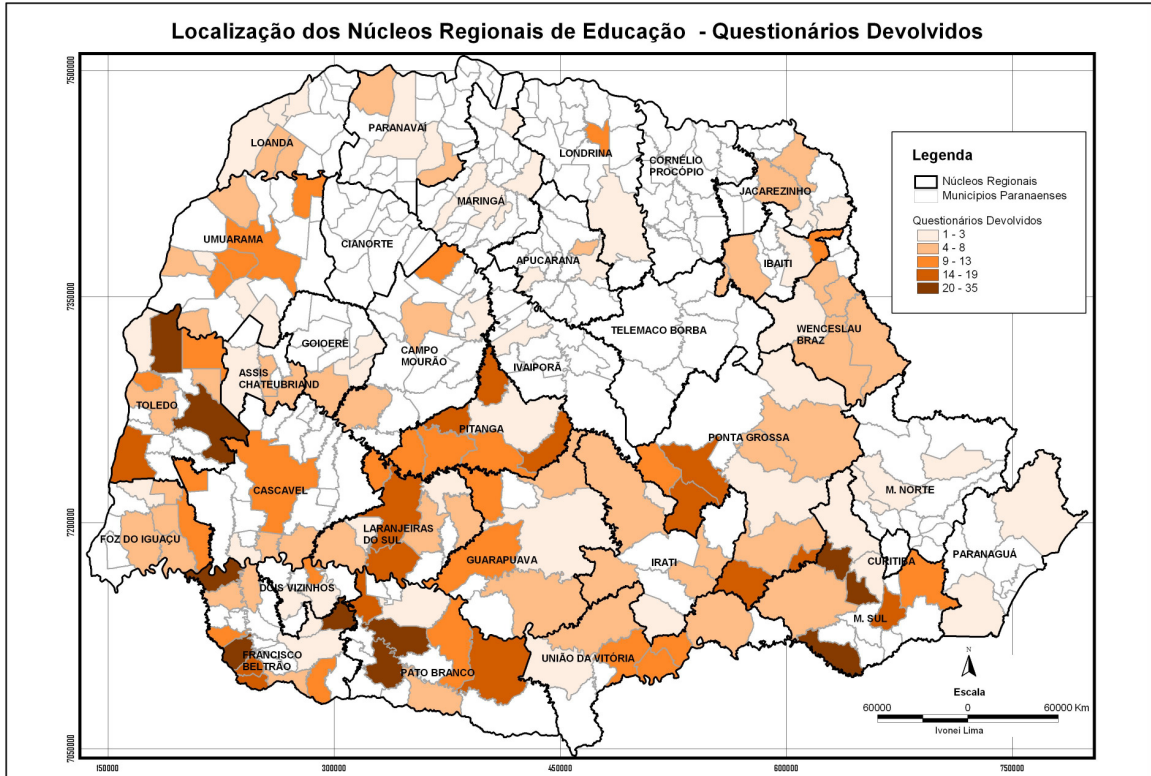 Localização dos Núcleos Regionais de Educação - Questionários Devolvidos
7500000
7350000
7200000
7050000
150000
300000
450000
600000
750000
LOANDA
PARANAVAÍ
LONDRINA
CORNÉLIO
PROCÓPIO
JACAREZINHO
MARINGÁ
UMUARAMA
CIANORTE
APUCARANA
IBAITI
TELEMACO BORBA
WENCESLAU
BRAZ
GOIOERÊ
CAMPO
MOURÃO
IVAIPORÃ
ASSIS
CHATEUBRIAND
TOLEDO
PITANGA
PONTA GROSSA
CASCAVEL
M. NORTE
LARANJEIRAS
DO SUL
FOZ DO IGUAÇU
GUARAPUAVA
IRATI
CURITIBA
PARANAGUÁ
DOIS VIZINHOS
M. SUL
FRANCISCO
BELTRÃO
PATO BRANCO
UNIÃO DA VITÓRIA
Legenda
Núcleos Regionais
Municípios Paranaenses
Questionários Devolvidos
1 - 3
4 - 8
9 - 13
14 - 19
20 - 35
N
Escala
60000 0 60000 Km
Ivonei Lima